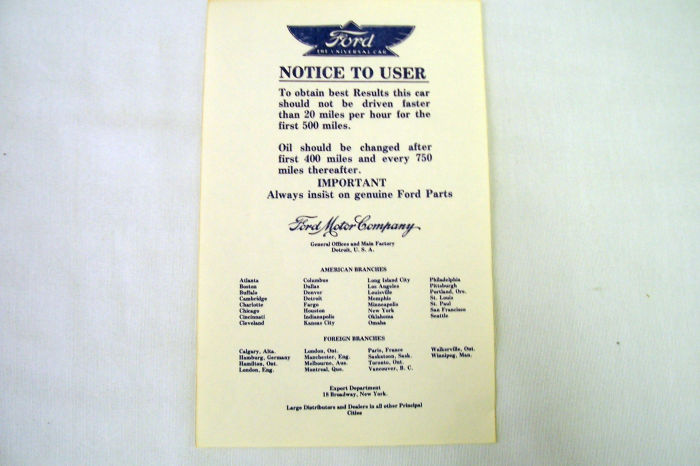 Ford
THE UNIVERSAL CAR
NOTICE TO USER
To obtain best Results this car
should not be driven faster
than 20 miles per hour for the
first 500 miles.
Oil should be changed after
first 400 miles and every 750
miles thereafter.
IMPORTANT
Always insist on genuine Ford Parts
Ford Motor Company
General Offices and Main Factory
Detroit, U. S. A.
AMERICAN BRANCHES
Atlanta Columbus Long Island City Philadelphia
Boston Dallas Los Angeles Pittsburgh
Buffalo Denver Louisville Portland, Ore.
Cambridge Detroit Memphis St. Louis
Charlotte Fargo Minneapolis St. Paul
Chicago Houston New York San Francisco
Cincinnati Indianapolis Oklahoma Seattle
Cleveland Kansas City Omaha
FOREIGN BRANCHES
Calgary, Alta. London, Ont. Paris, France Walkerville, Ont.
Hamburg, Germany Manchester, Eng. Saskatoon, Sask. Winnipeg, Man.
Hamilton, Ont. Melbourne, Aus. Toronto, Ont.
London, Eng. Montreal, Que. Vancouver, B. C.
Export Department
18 Broadway, New York.
Large Distributors and Dealers in all other Principal
Cities